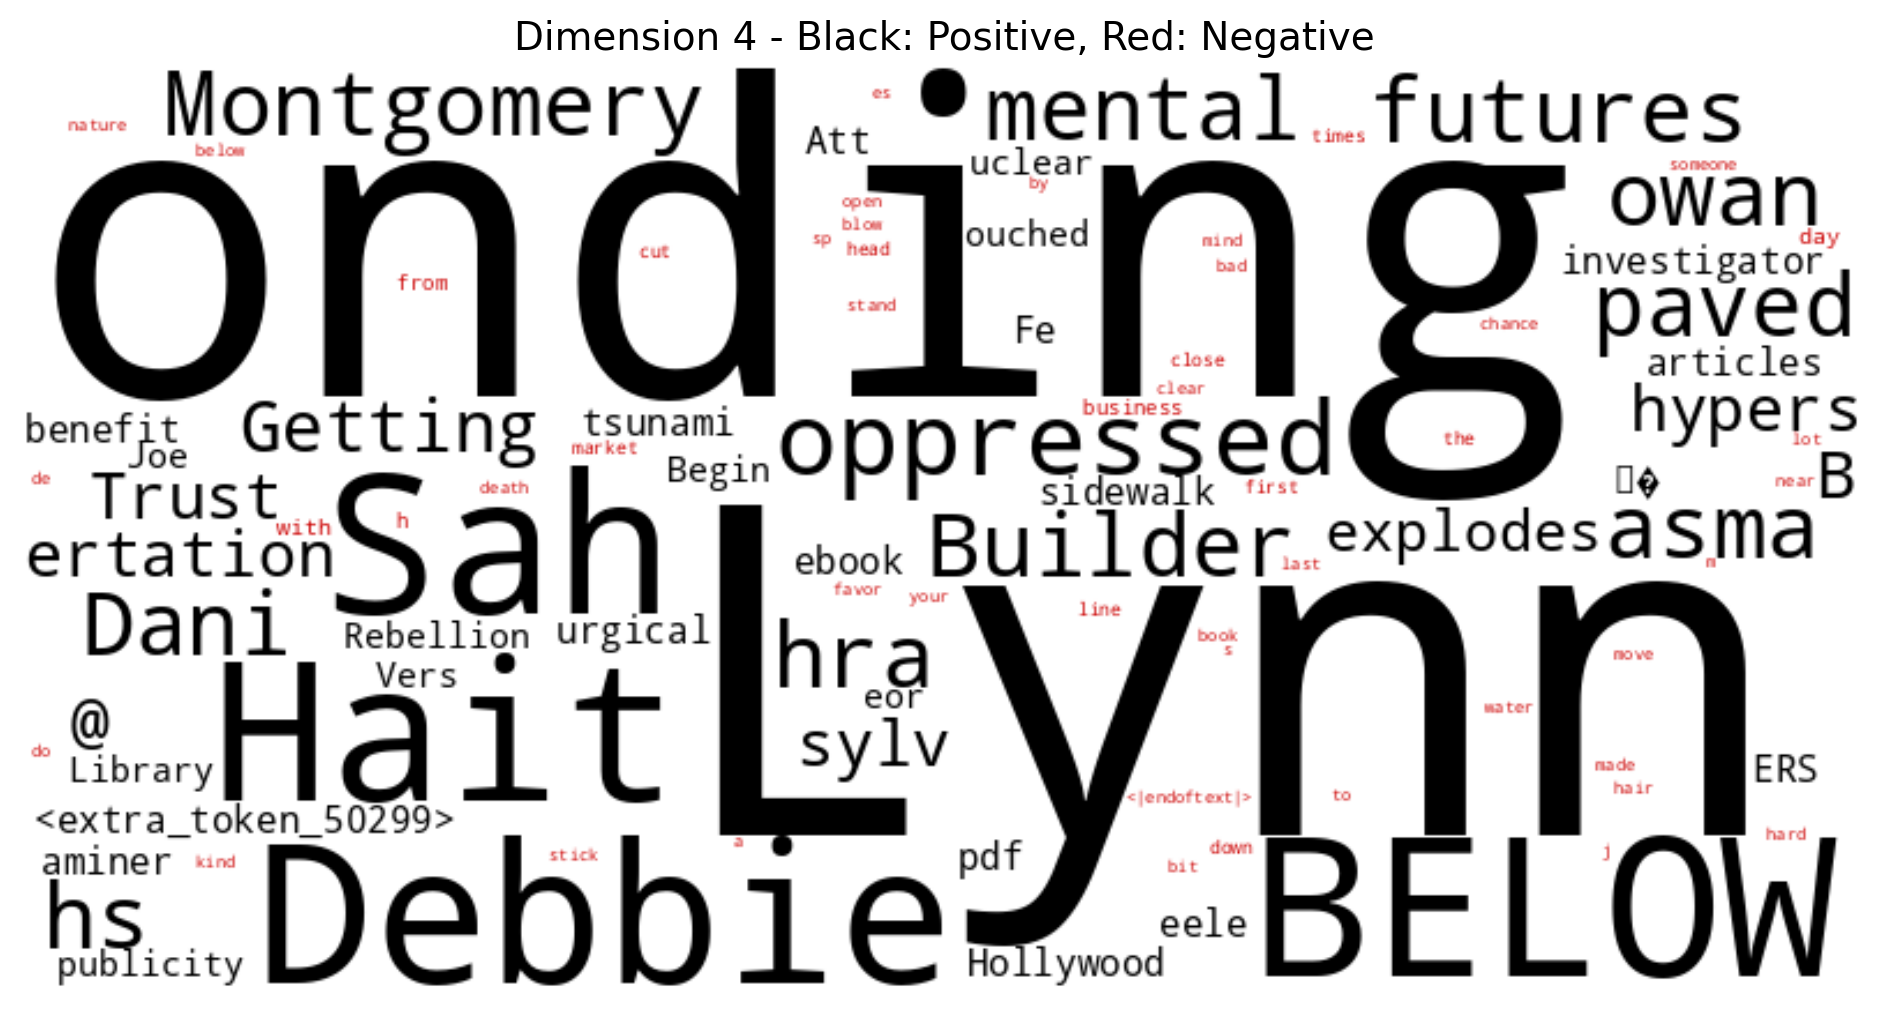 Dimension 4 - Black: Positive, Red: Negative
Montgomery
es
mental
futures
nature
below
Att
uclear
times
someone
onding
by
owan
open
blow
sp
head
ouched
mind
bad
day
investigator
cut
from
stand
Fe
chance
paved
close
clear
articles
business
benefit
Getting
tsunami
oppressed
hypers
the
lot
Joe
market
Begin
de
Trust
death
sidewalk
first
near
B
with
h
Sah
ertation
ebook
Builder
explodes
asma
last
m
favor
your
line
Dani
Rebellion
urgical
hra
Lynn
book
s
move
Vers
eor
@
Hait
sylv
water
do
Library
made
hair
ERS
<extra_token_50299>
<|endoftext|>
to
aminer
kind
stick
a
pdf
down
bit
j
hard
hs
Debbie
eele
BELOW
publicity
Hollywood